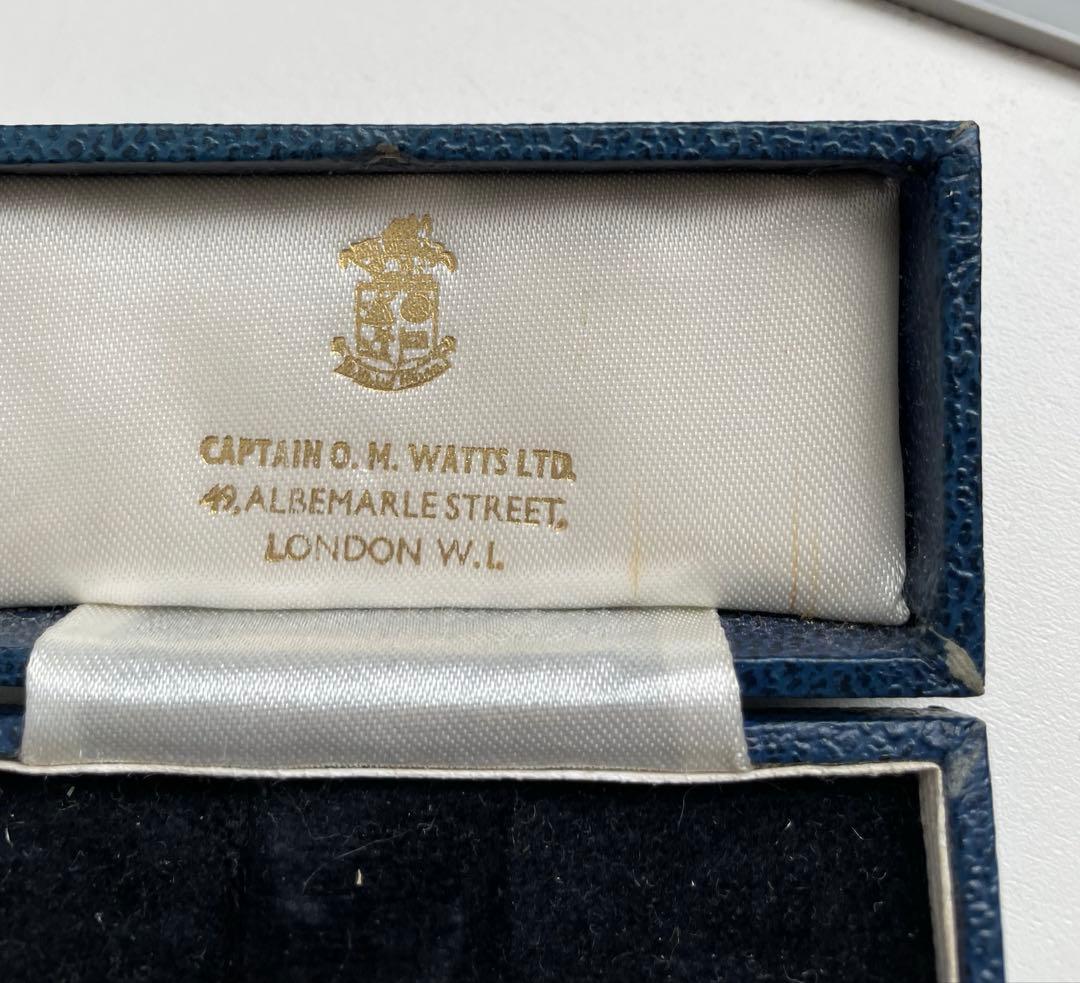 CAPTAIN O. M. WATTS LTD.
49, ALBEMARLE STREET,
LONDON W.1.